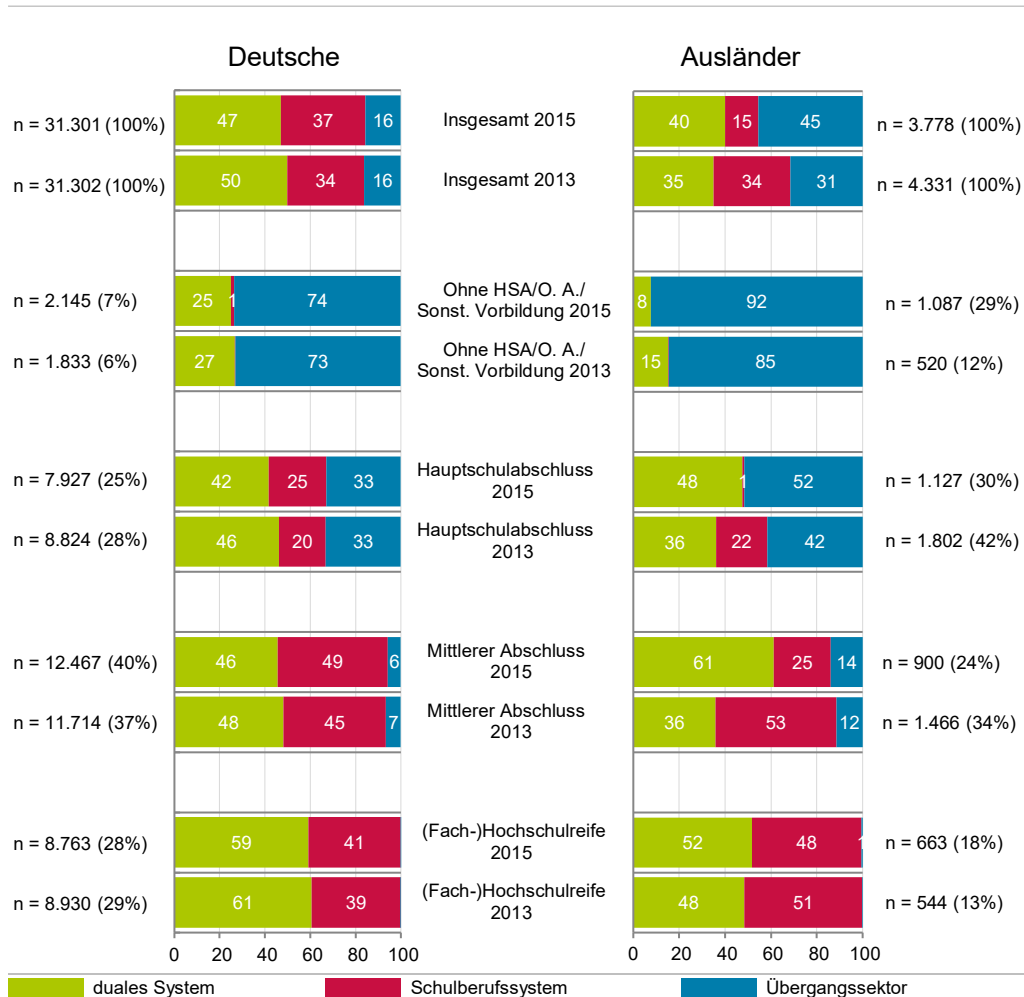 Deutsche Ausländer
n = 31.301 (100%) 47 37 16 Insgesamt 2015 40 15 45 n = 3.778 (100%)
n = 31.302 (100%) 50 34 16 Insgesamt 2013 35 34 31 n = 4.331 (100%)
n = 2.145 (7%) 25 1 74 Ohne HSA/O. A./
Sonst. Vorbildung 2015 8 92 n = 1.087 (29%)
n = 1.833 (6%) 27 73 Ohne HSA/O. A./
Sonst. Vorbildung 2013 15 85 n = 520 (12%)
n = 7.927 (25%) 42 25 33 Hauptschulabschluss
2015 48 1 52 n = 1.127 (30%)
n = 8.824 (28%) 46 20 33 Hauptschulabschluss
2013 36 22 42 n = 1.802 (42%)
n = 12.467 (40%) 46 49 6 Mittlerer Abschluss
2015 61 25 14 n = 900 (24%)
n = 11.714 (37%) 48 45 7 Mittlerer Abschluss
2013 36 53 12 n = 1.466 (34%)
n = 8.763 (28%) 59 41 (Fach-)Hochschulreife
2015 52 48 1 n = 663 (18%)
n = 8.930 (29%) 61 39 (Fach-)Hochschulreife
2013 48 51 n = 544 (13%)
0 20 40 60 80 100 0 20 40 60 80 100
duales System Schulberufssystem Übergangssektor